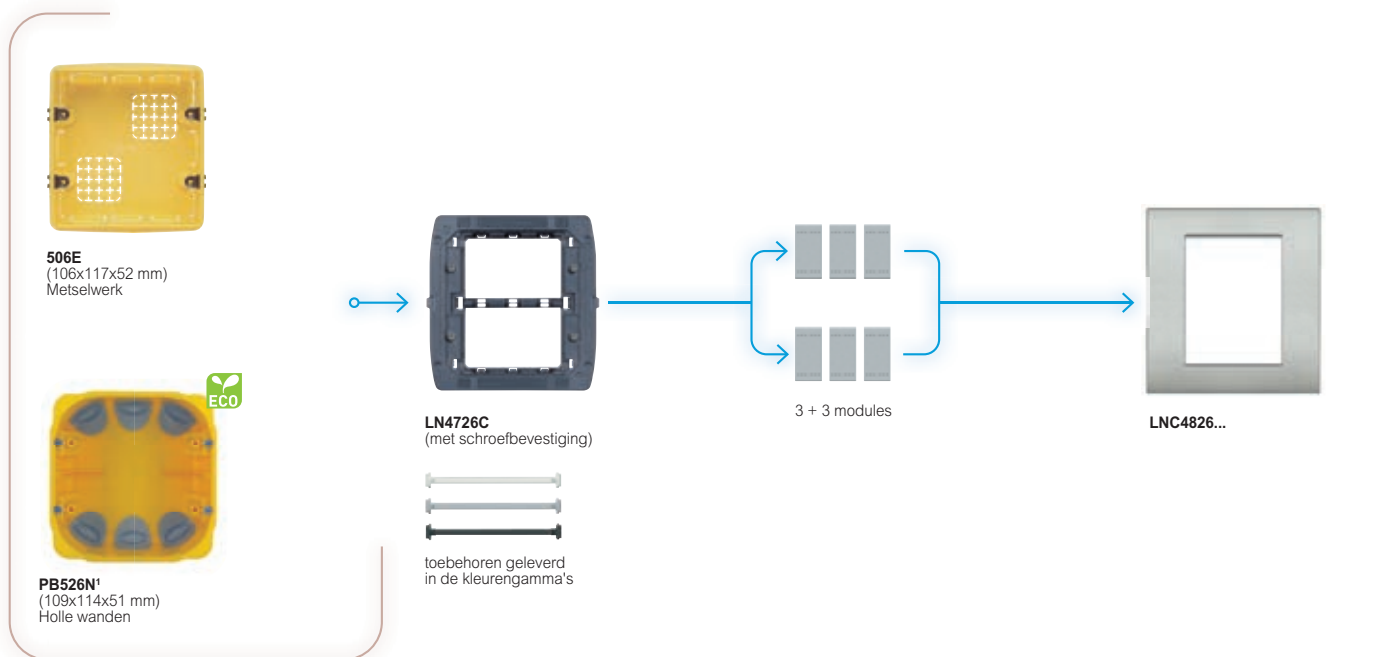 506E
(106x117x52 mm)
Metselwerk
ECO
PB526N¹
(109x114x51 mm)
Holle wanden
LN4726C
(met schroefbevestiging)
toebehoren geleverd
in de kleurengamma's
3 + 3 modules
LNC4826...